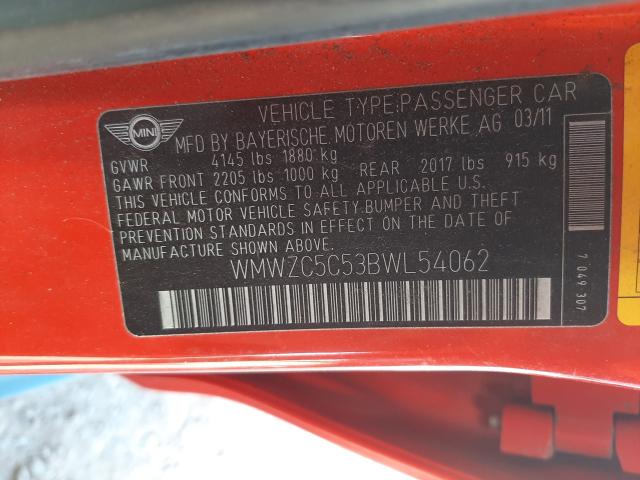 MINI
VEHICLE TYPE:PASSENGER CAR
MFD BY BAYERISCHE MOTOREN WERKE AG 03/11
GVWR 4145 lbs 1880 kg
GAWR FRONT 2205 lbs 1000 kg REAR 2017 lbs 915 kg
THIS VEHICLE CONFORMS TO ALL APPLICABLE U.S.
FEDERAL MOTOR VEHICLE SAFETY,BUMPER AND THEFT
PREVENTION STANDARDS IN EFFECT ON THE DATE OF
MANUFACTURE SHOWN ABOVE.
WMWZC5C53BWL54062
7 049 307